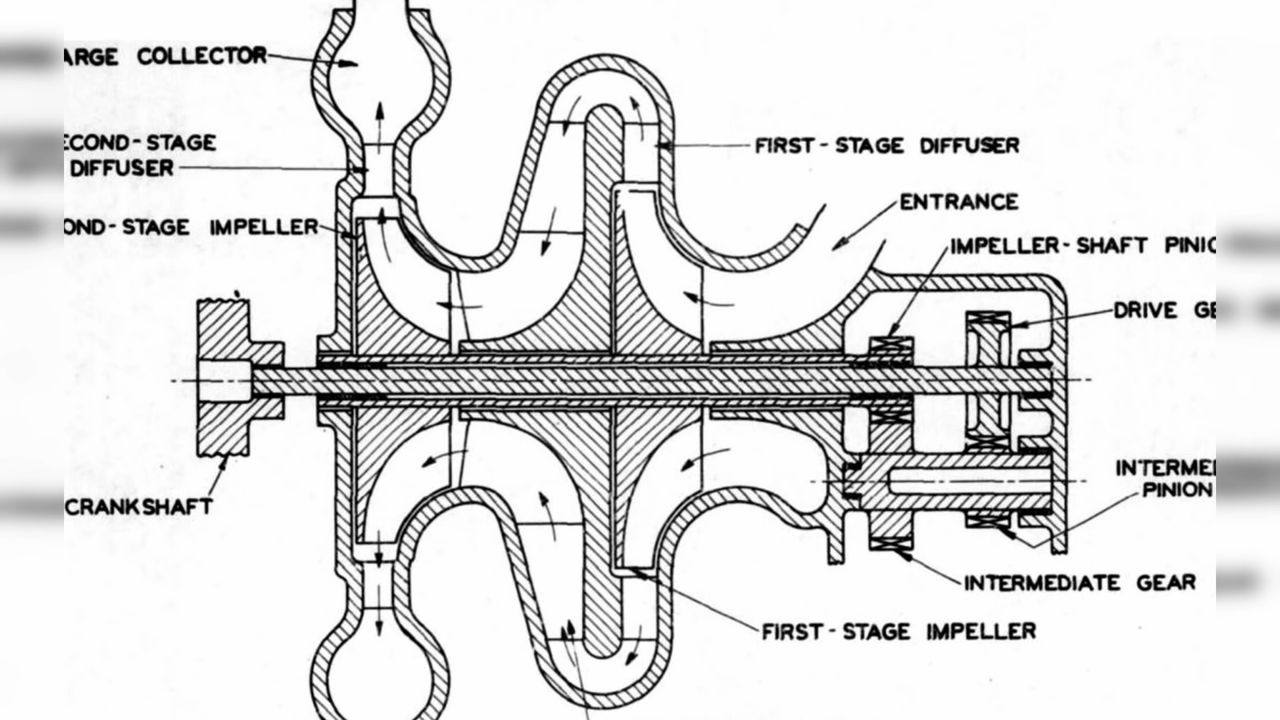 ARGE COLLECTOR
ECOND-STAGE
DIFFUSER
OND-STAGE IMPELLER
FIRST-STAGE DIFFUSER
ENTRANCE
IMPELLER-SHAFT PINIC
DRIVE GE
CRANKSHAFT
INTERME
PINION
INTERMEDIATE GEAR
FIRST-STAGE IMPELLER